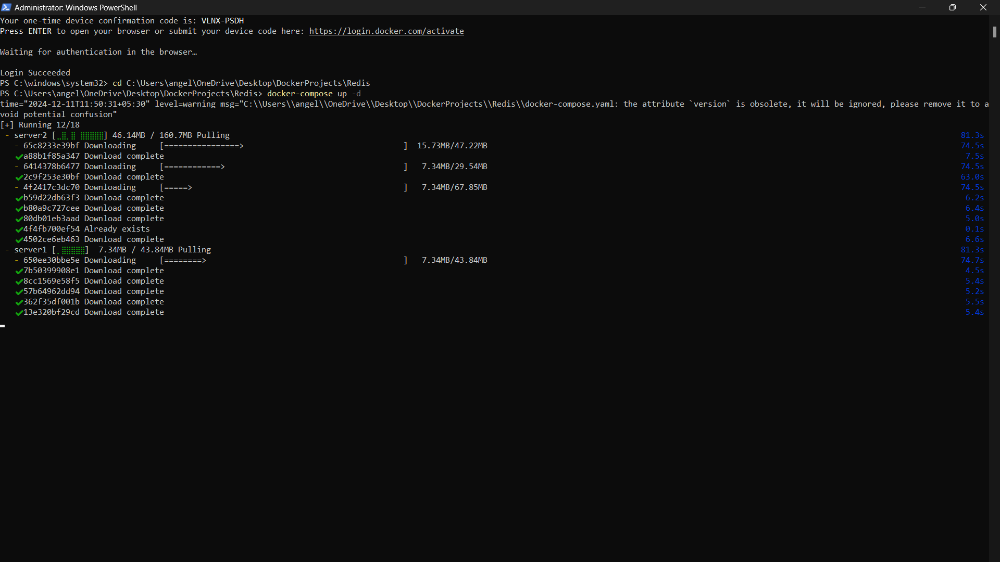 Administrator: Windows PowerShell
Your one-time device confirmation code is: VLNX-PSDH
Press ENTER to open your browser or submit your device code here: https://login.docker.com/activate
Waiting for authentication in the browser…
Login Succeeded
PS C:\windows\system32> cd C:\Users\angel\OneDrive\Desktop\DockerProjects\Redis
PS C:\Users\angel\OneDrive\Desktop\DockerProjects\Redis> docker-compose up -d
time="2024-12-11T11:50:31+05:30" level=warning msg="C:\\Users\\angel\\OneDrive\\Desktop\\DockerProjects\\Redis\\docker-compose.yaml: the attribute `version` is obsolete, it will be ignored, please remove it to a
void potential confusion"
[+] Running 12/18
- server2 [⣀⣿⣀⣿⠀⣿⣿⣿⣿⣿] 46.14MB / 160.7MB Pulling 81.3s
- 65c8233e39bf Downloading [================> ] 15.73MB/47.22MB 74.5s
✔a88b1f85a347 Download complete 7.5s
- 6414378b6477 Downloading [============> ] 7.34MB/29.54MB 74.5s
✔2c9f253e30bf Download complete 63.0s
- 4f2417c3dc70 Downloading [=====> ] 7.34MB/67.85MB 74.5s
✔b59d22db63f3 Download complete 6.2s
✔b80a9c727cee Download complete 6.4s
✔80db01eb3aad Download complete 5.0s
✔4f4fb700ef54 Already exists 0.1s
✔4502ce6eb463 Download complete 6.6s
- server1 [⣀⣿⣿⣿⣿⣿] 7.34MB / 43.84MB Pulling 81.3s
- 650ee30bbe5e Downloading [========> ] 7.34MB/43.84MB 74.7s
✔7b50399908e1 Download complete 4.5s
✔8cc1569e58f5 Download complete 5.4s
✔57b64962dd94 Download complete 5.2s
✔362f35df001b Download complete 5.5s
✔13e320bf29cd Download complete 5.4s